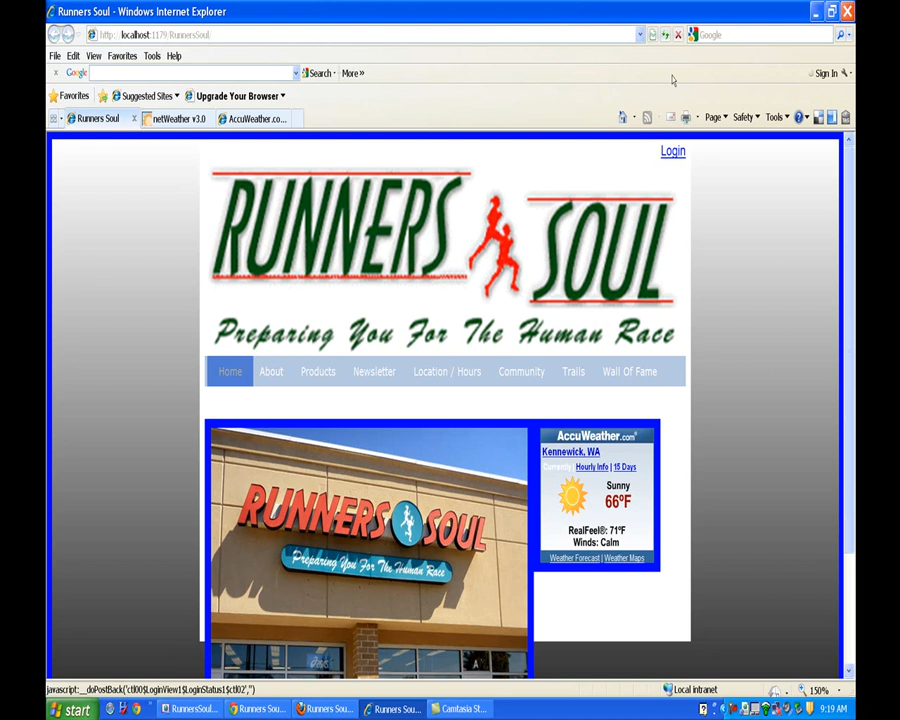 Runners Soul - Windows Internet Explorer
http://localhost:1179/RunnersSoul/
Google
File Edit View Favorites Tools Help
x Google Search More »
Sign In
Favorites Suggested Sites Upgrade Your Browser
Runners Soul x netWeather v3.0 AccuWeather.co...
Page Safety Tools
Login
RUNNERS SOUL
Preparing You For The Human Race
Home About Products Newsletter Location / Hours Community Trails Wall Of Fame
RUNNERS SOUL
Preparing You For The Human Race
AccuWeather.com
Kennewick, WA
Currently | Hourly Info | 15 Days
Sunny
66°F
RealFeel®: 71°F
Winds: Calm
Weather Forecast | Weather Maps
javascript:__doPostBack('ctl00$LoginView1$LoginStatus1$ctl02','')
Local intranet
150%
start
RunnersSoul...
Runners Sou...
Runners Sou...
Runners Sou...
Camtasia St...
9:19 AM